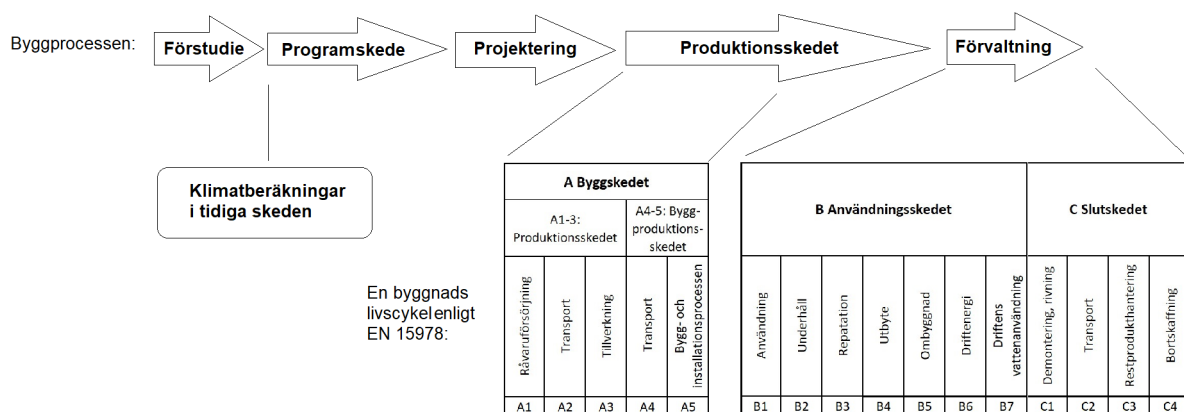 Byggprocessen:
Förstudie
Programskede
Projektering
Produktionsskedet
Förvaltning
Klimatberäkningar
i tidiga skeden
En byggnads
livscykelenligt
EN 15978:
A Byggskedet
A1-3:
Produktionsskedet
A4-5: Bygg-
produktions-
skedet
Råvaruförsörjning
Transport
Tillverkning
Transport
Bygg- och
installationsprocessen
A1
A2
A3
A4
A5
B Användningsskedet
C Slutskedet
Användning
Underhåll
Repatation
Utbyte
Ombyggnad
Driftenergi
Driftens
vattenanvändning
Demontering, rivning
Transport
Restprodukthantering
Bortskaffning
B1
B2
B3
B4
B5
B6
B7
C1
C2
C3
C4